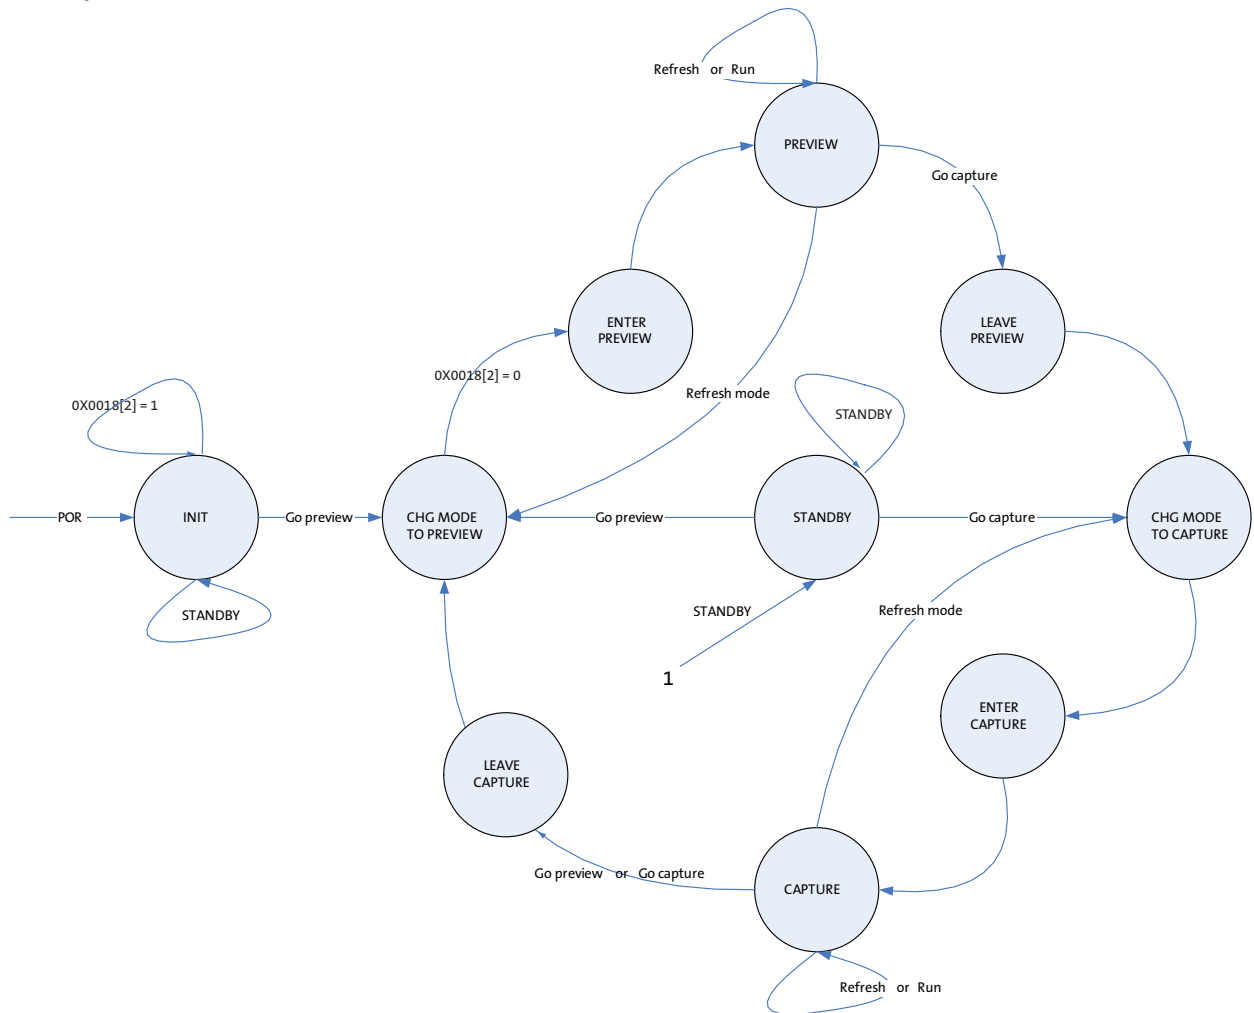 Refresh or Run
PREVIEW
Go capture
ENTER
PREVIEW
LEAVE
PREVIEW
0X0018[2] = 0
Refresh mode
0X0018[2] = 1
STANDBY
POR
INIT
Go preview
CHG MODE
TO PREVIEW
Go preview
STANDBY
Go capture
CHG MODE
TO CAPTURE
STANDBY
STANDBY
Refresh mode
1
ENTER
CAPTURE
LEAVE
CAPTURE
Go preview or Go capture
CAPTURE
Refresh or Run